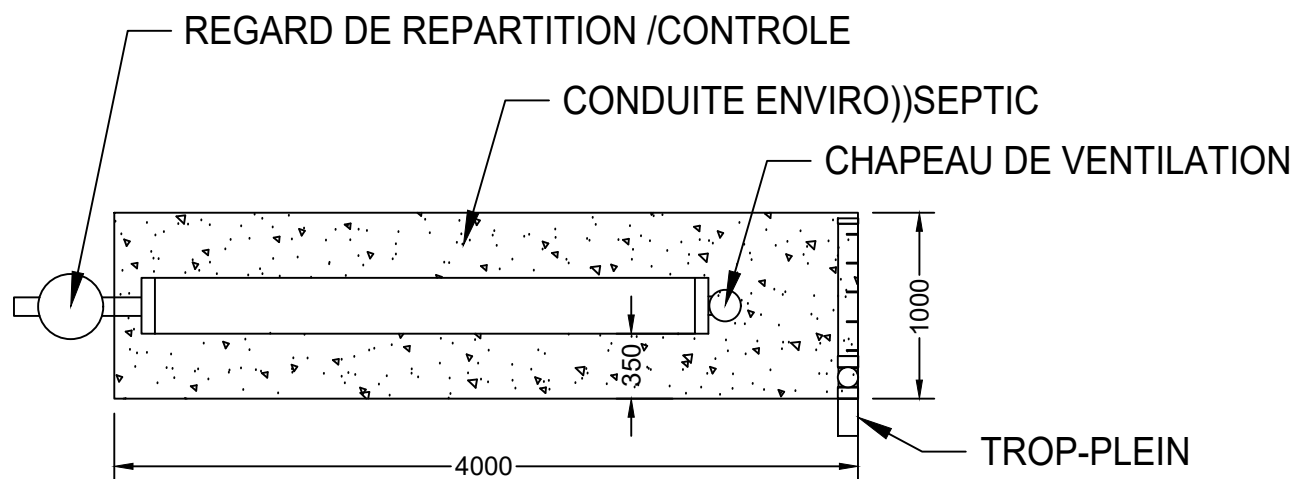 REGARD DE REPARTITION /CONTROLE
CONDUITE ENVIRO))SEPTIC
CHAPEAU DE VENTILATION
1000
350
TROP-PLEIN
4000